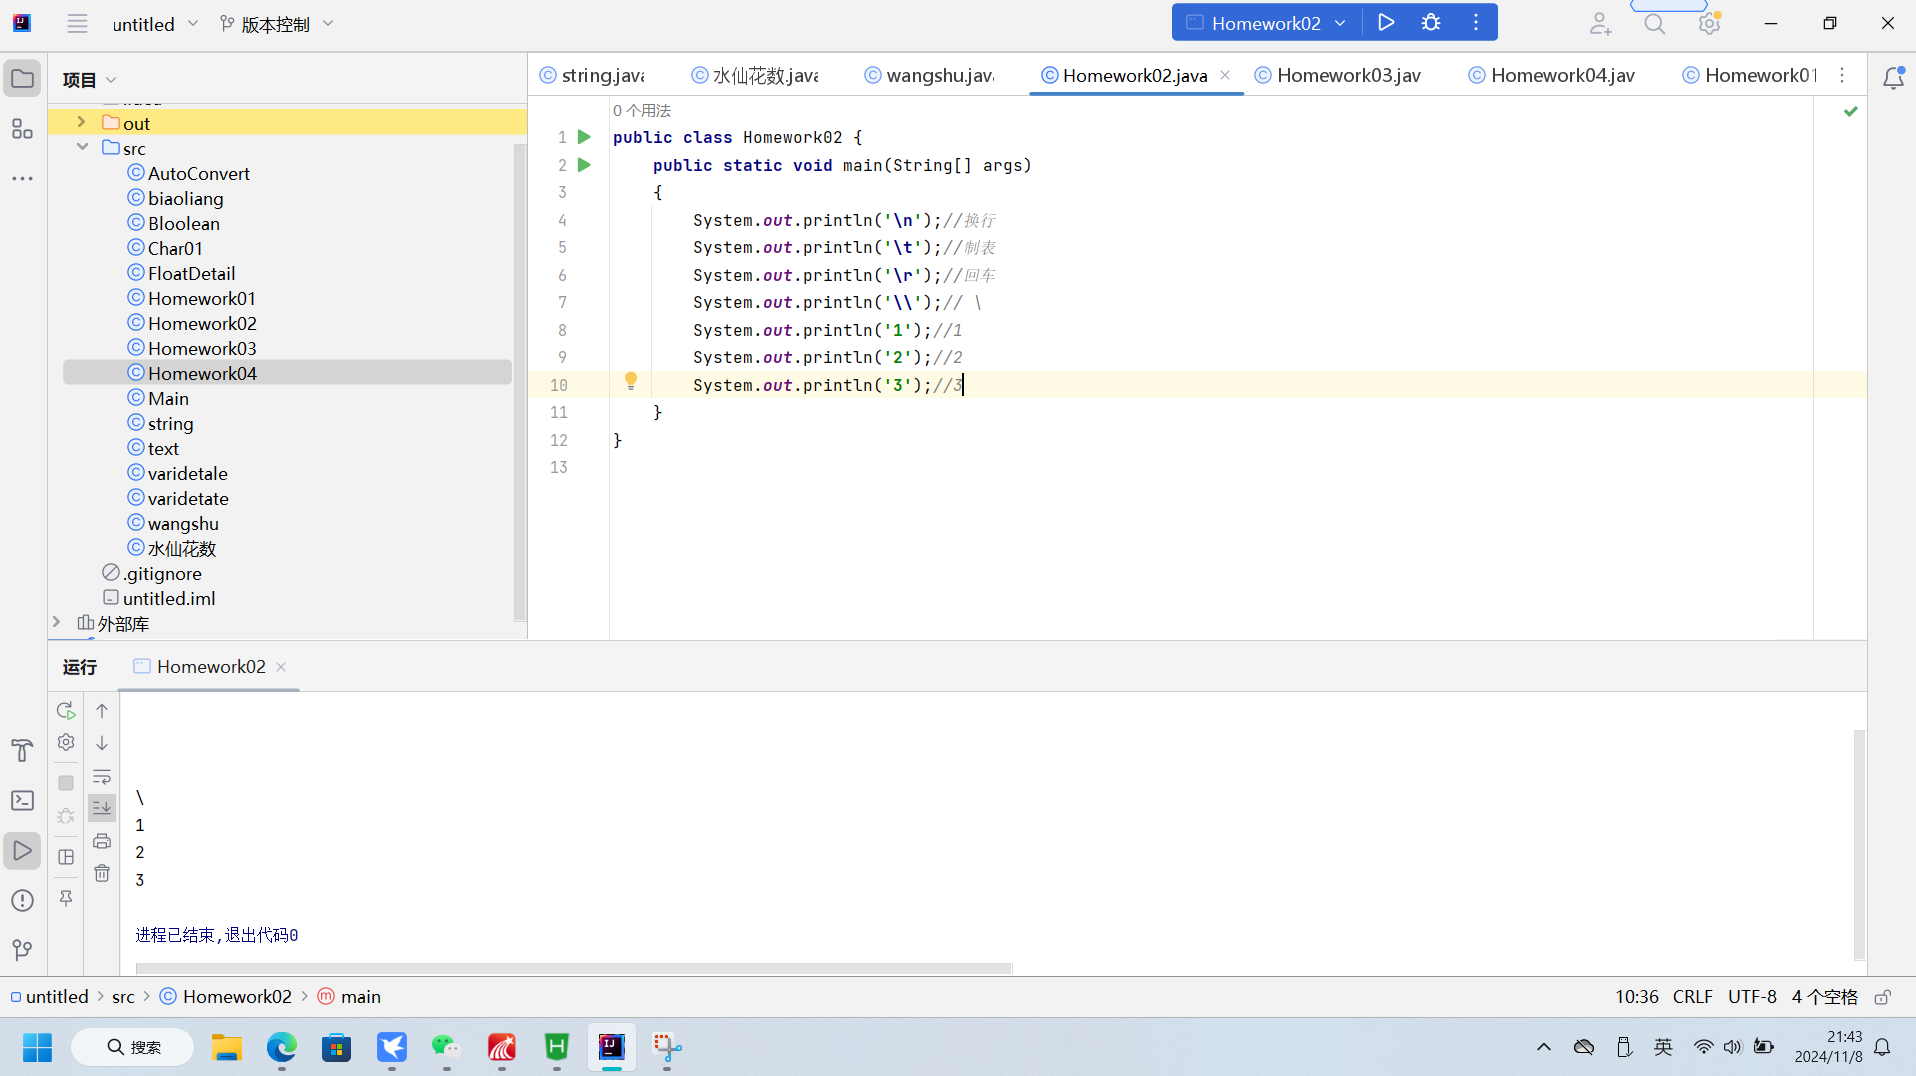 untitled
版本控制
Homework02
项目
string.java
水仙花数.java
wangshu.java
Homework02.java
Homework03.jav
Homework04.jav
Homework01
out
src
AutoConvert
biaoliang
Bloolean
Char01
FloatDetail
Homework01
Homework02
Homework03
Homework04
Main
string
text
varidetale
varidetate
wangshu
水仙花数
.gitignore
untitled.iml
外部库
0 个用法
1 public class Homework02 {
2 public static void main(String[] args)
3 {
4 System.out.println('\n');//换行
5 System.out.println('\t');//制表
6 System.out.println('\r');//回车
7 System.out.println('\\');// \
8 System.out.println('1');//1
9 System.out.println('2');//2
10 System.out.println('3');//3
11 }
12 }
13
运行
Homework02
\
1
2
3
进程已结束,退出代码0
untitled > src > Homework02 > main
10:36 CRLF UTF-8 4 个空格
搜索
英
21:43
2024/11/8